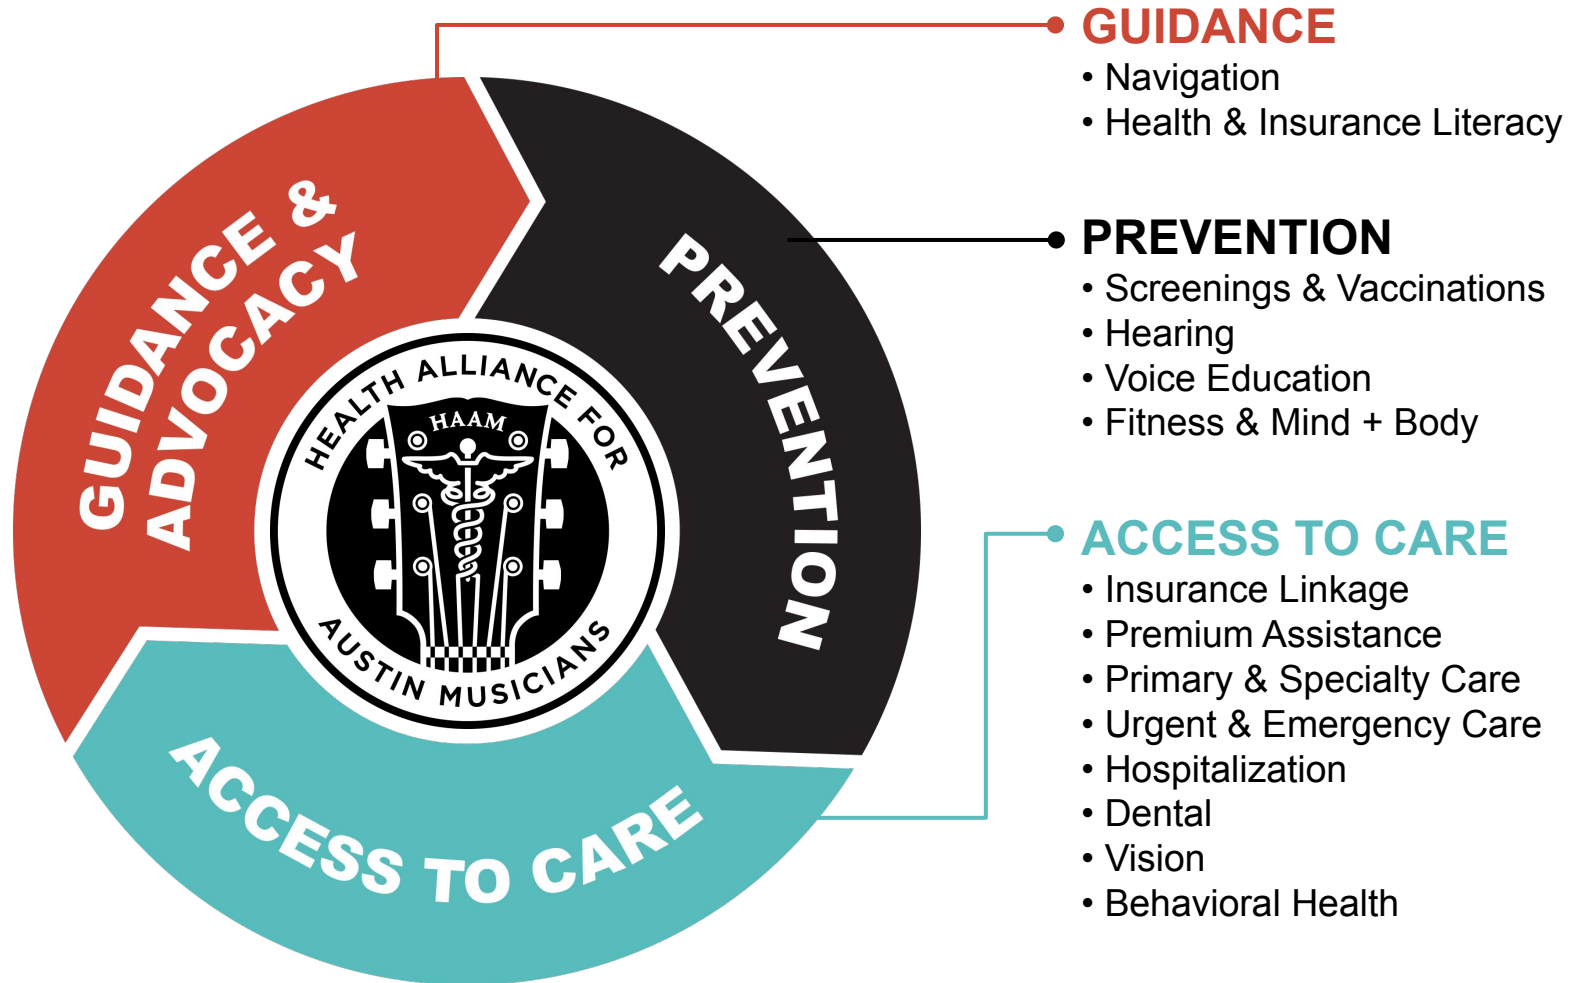 GUIDANCE
• Navigation
• Health & Insurance Literacy
PREVENTION
• Screenings & Vaccinations
• Hearing
• Voice Education
• Fitness & Mind + Body
ACCESS TO CARE
• Insurance Linkage
• Premium Assistance
• Primary & Specialty Care
• Urgent & Emergency Care
• Hospitalization
• Dental
• Vision
• Behavioral Health
GUIDANCE &
ADVOCACY
PREVENTION
ACCESS TO CARE
HEALTH ALLIANCE FOR
HAAM
AUSTIN MUSICIANS